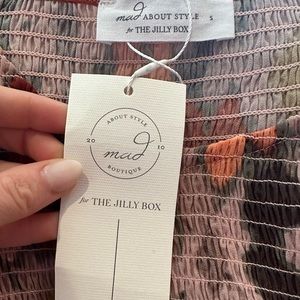 mad ABOUT STYLE S
for THE JILLY BOX
ABOUT STYLE
20 mad 10
BOUTIQUE
for THE JILLY BOX